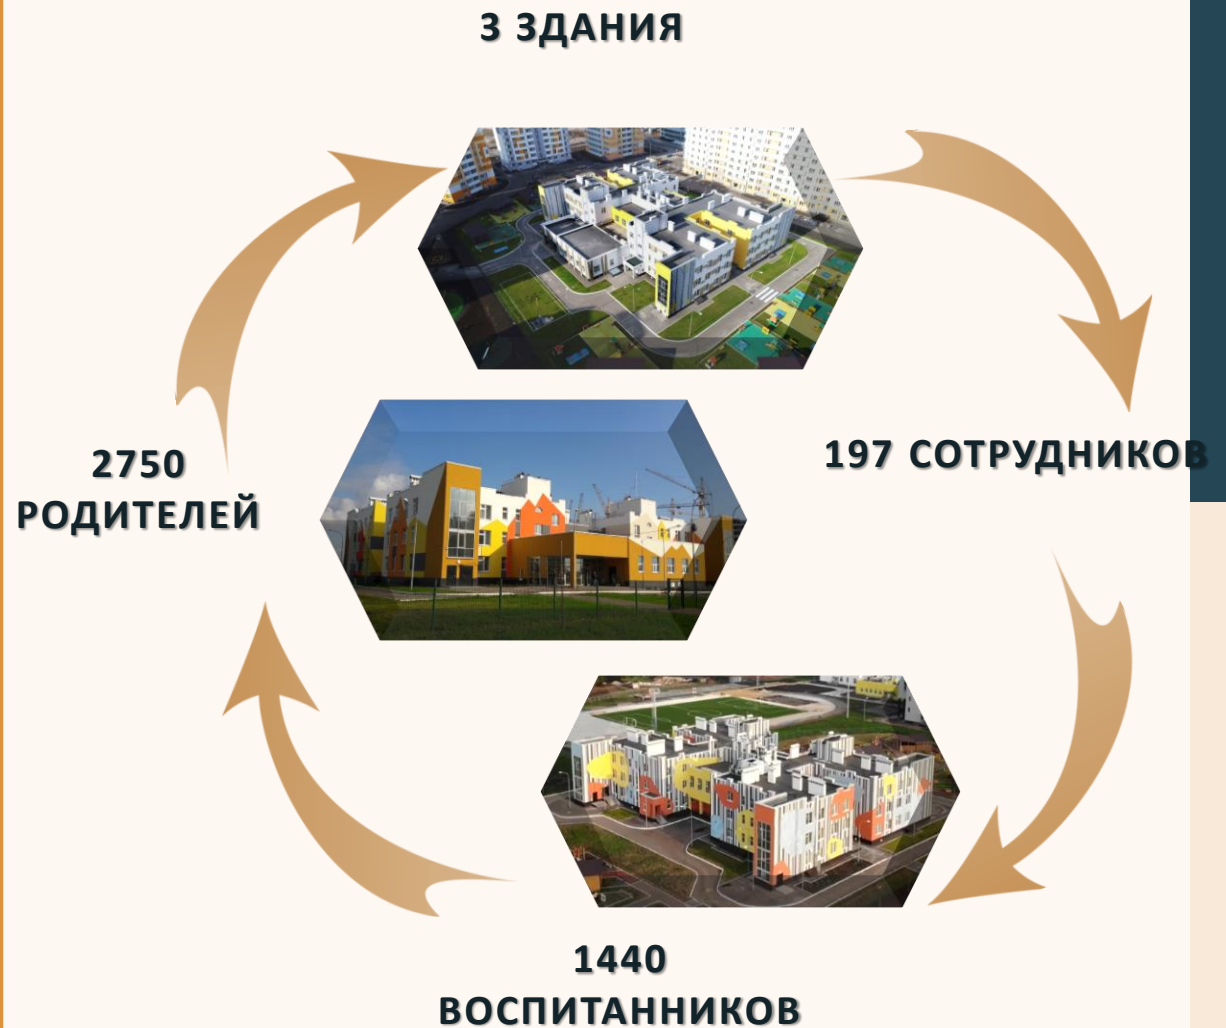 3 ЗДАНИЯ
197 СОТРУДНИКОВ
2750
РОДИТЕЛЕЙ
1440
ВОСПИТАННИКОВ